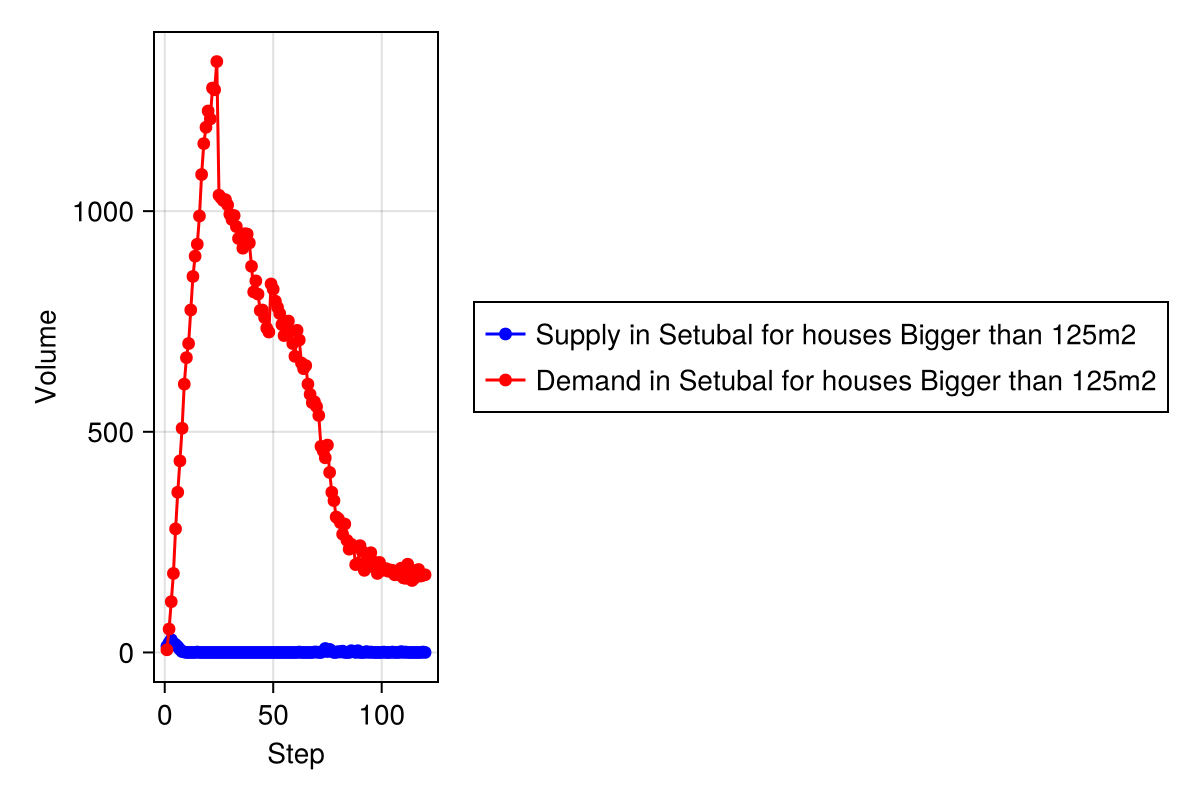 Volume
1000
500
0
0 50 100
Step
Supply in Setubal for houses Bigger than 125m2
Demand in Setubal for houses Bigger than 125m2